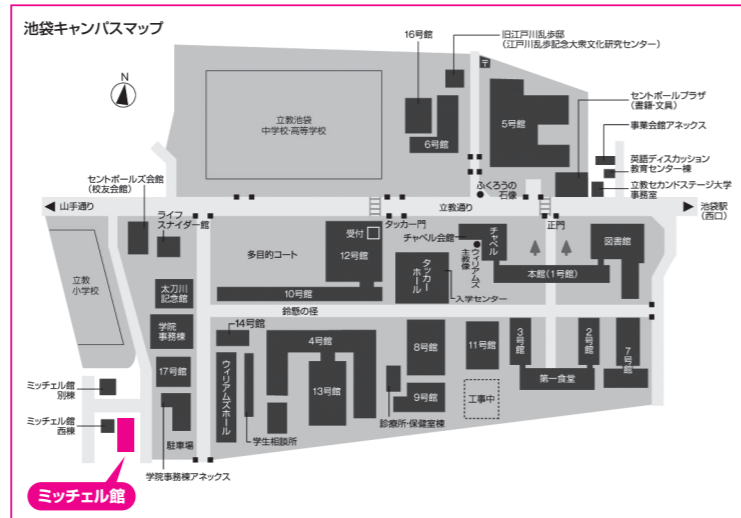 池袋キャンパスマップ
N
16号館
旧江戸川乱歩邸
(江戸川乱歩記念大衆文化研究センター)
〒
セントポールプラザ
(書籍・文具)
5号館
事業会館アネックス
立教池袋
中学校・高等学校
6号館
英語ディスカッション
教育センター棟
セントポールズ会館
(校友会館)
ふくろうの
石像
立教セカンドステージ大学
事務室
山手通り
立教通り
池袋駅
(西口)
ライフ
スナイダー館
タッカー門
正門
受付
チャペル会館
チャペル
図書館
多目的コート
12号館
ウィリアムズ
主教像
立教
小学校
太刀川
記念館
タッカー
ホール
本館(1号館)
10号館
入学センター
鈴懸の径
学院
事務棟
14号館
4号館
8号館
11号館
3号館
2号館
7号館
17号館
ウィリアムズホール
13号館
ミッチェル館
別棟
9号館
工事中
第一食堂
ミッチェル館
西棟
診療所・保健室棟
駐車場
学生相談所
学院事務棟アネックス
ミッチェル館